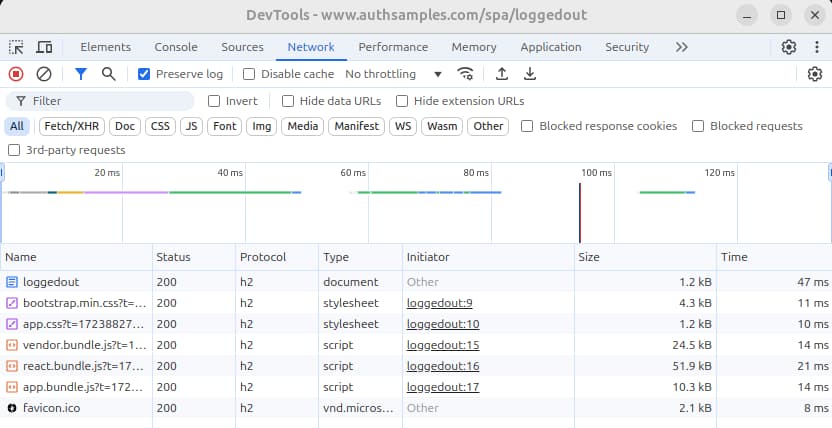 DevTools - www.authsamples.com/spa/loggedout
Elements Console Sources Network Performance Memory Application Security
Preserve log Disable cache No throttling
Filter Invert Hide data URLs Hide extension URLs
All Fetch/XHR Doc CSS JS Font Img Media Manifest WS Wasm Other Blocked response cookies Blocked requests
3rd-party requests
20 ms 40 ms 60 ms 80 ms 100 ms 120 ms
Name Status Protocol Type Initiator Size Time
loggedout 200 h2 document Other 1.2 kB 47 ms
bootstrap.min.css?t=... 200 h2 stylesheet loggedout:9 4.3 kB 11 ms
app.css?t=17238827... 200 h2 stylesheet loggedout:10 1.2 kB 10 ms
vendor.bundle.js?t=1... 200 h2 script loggedout:15 24.5 kB 14 ms
react.bundle.js?t=17... 200 h2 script loggedout:16 51.9 kB 21 ms
app.bundle.js?t=172... 200 h2 script loggedout:17 10.3 kB 14 ms
favicon.ico 200 h2 vnd.micros... Other 2.1 kB 8 ms